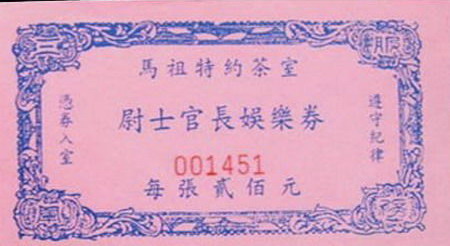 馬祖特約茶室
遵守紀律
尉士官長娛樂券
憑券入室
001451
每張貳佰元